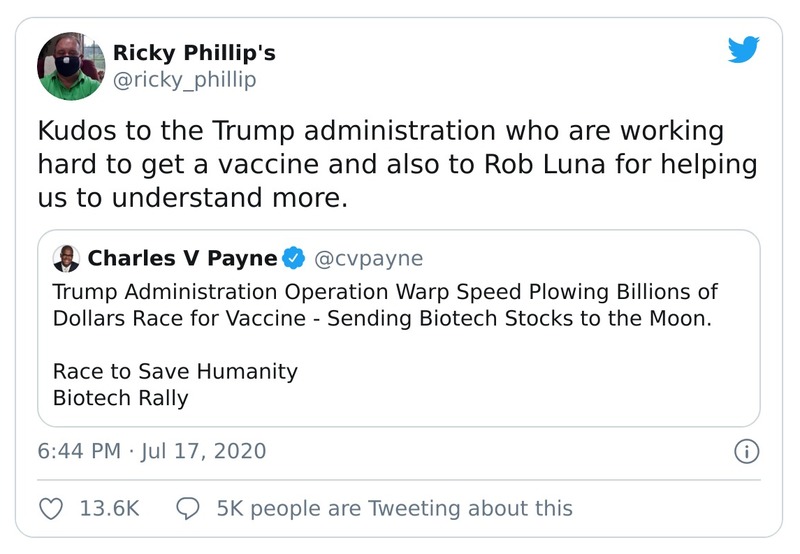 Ricky Phillip's
@ricky_phillip
Kudos to the Trump administration who are working
hard to get a vaccine and also to Rob Luna for helping
us to understand more.
Charles V Payne @cvpayne
Trump Administration Operation Warp Speed Plowing Billions of
Dollars Race for Vaccine - Sending Biotech Stocks to the Moon.
Race to Save Humanity
Biotech Rally
6:44 PM · Jul 17, 2020
13.6K 5K people are Tweeting about this